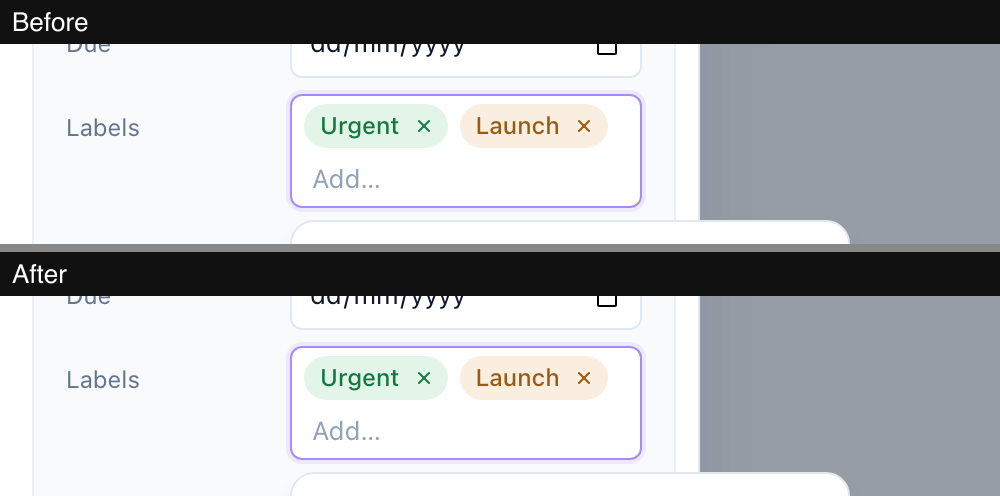 Before
Due dd/mm/yyyy
Labels Urgent × Launch ×
Add...
After
Due dd/mm/yyyy
Labels Urgent × Launch ×
Add...